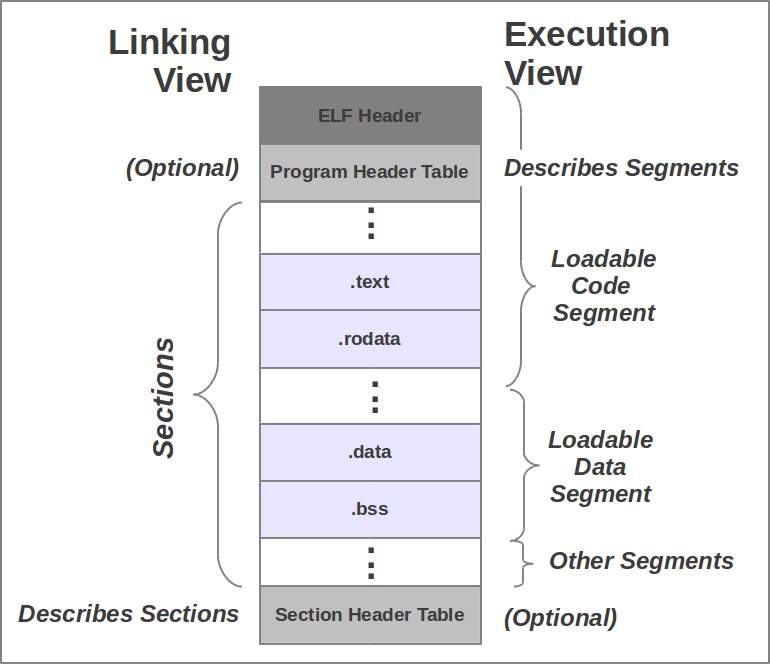 Linking
View
Execution
View
ELF Header
(Optional)
Program Header Table
Describes Segments
.text
.rodata
Loadable
Code
Segment
Sections
.data
.bss
Loadable
Data
Segment
Other Segments
Describes Sections
Section Header Table
(Optional)